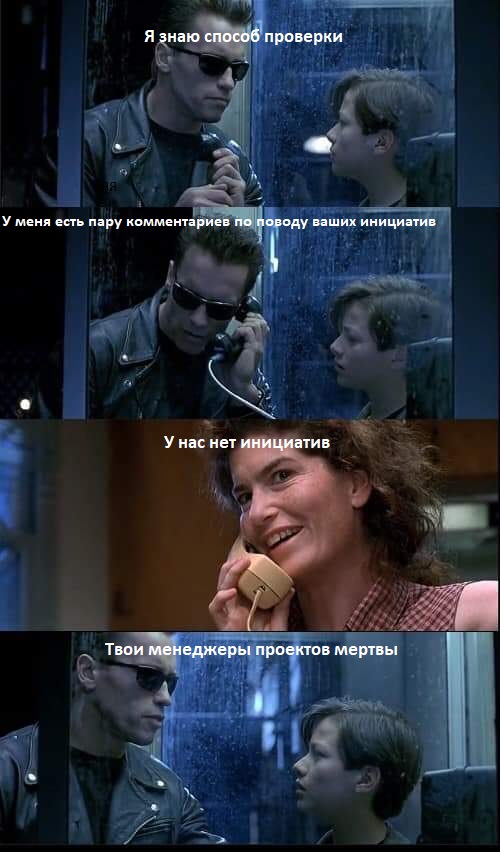 Я знаю способ проверки
У меня есть пару комментариев по поводу ваших инициатив
У нас нет инициатив
Твои менеджеры проектов мертвы